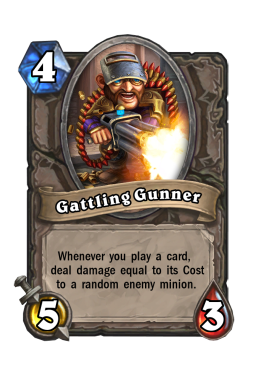 4
Gattling Gunner
Whenever you play a card,
deal damage equal to its Cost
to a random enemy minion.
5
3